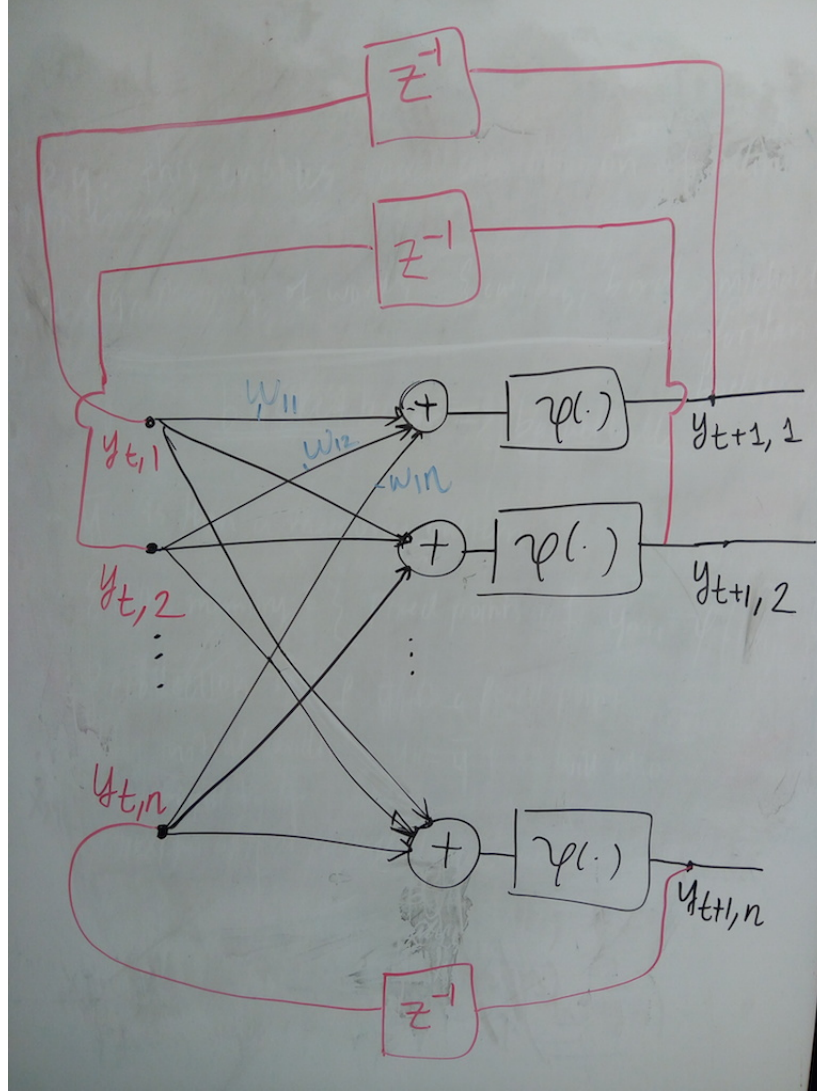 z⁻¹
z⁻¹
w₁₁
+
φ(·)
y_{t,1}
w₁₂
y_{t+1,1}
w₁ₙ
+
φ(·)
y_{t,2}
y_{t+1,2}
⋮
⋮
y_{t,n}
+
φ(·)
y_{t+1,n}
z⁻¹